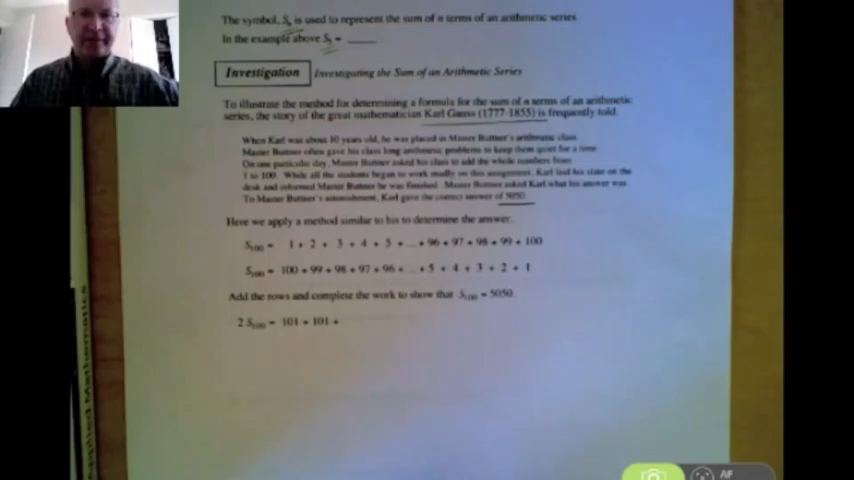 The symbol, Sn is used to represent the sum of n terms of an arithmetic series.
In the example above S5 = ____
Investigation Investigating the Sum of an Arithmetic Series
To illustrate the method for determining a formula for the sum of n terms of an arithmetic
series, the story of the great mathematician Karl Gauss (1777-1855) is frequently told.
When Karl was about 10 years old, he was placed in Master Buttner's arithmetic class.
Master Buttner often gave his class long arithmetic problems to keep them quiet for a time.
On one particular day, Master Buttner asked his class to add the whole numbers from
1 to 100. While all the students began to work madly on this assignment, Karl laid his slate on the
desk and informed Master Buttner he was finished. Master Buttner asked Karl what his answer was.
To Master Buttner's astonishment, Karl gave the correct answer of 5050.
Here we apply a method similar to his to determine the answer.
S100 = 1 + 2 + 3 + 4 + 5 + ... + 96 + 97 + 98 + 99 + 100
S100 = 100 + 99 + 98 + 97 + 96 + ... + 5 + 4 + 3 + 2 + 1
Add the rows and complete the work to show that S100 = 5050.
2 S100 = 101 + 101 +
Applied Mathematics
AF